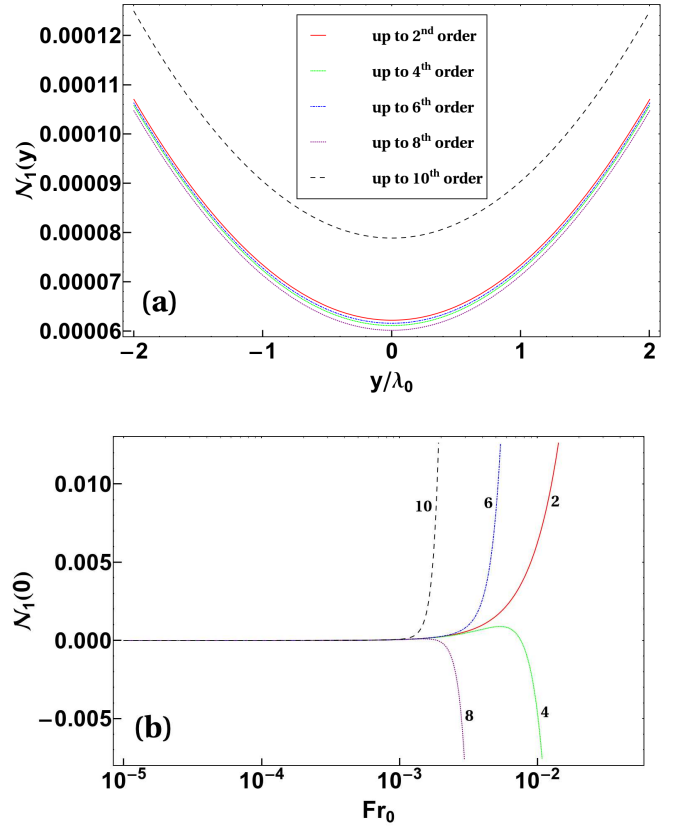 0.00012
0.00011
0.00010
0.00009
0.00008
0.00007
0.00006
𝒩₁(y)
up to 2ⁿᵈ order
up to 4ᵗʰ order
up to 6ᵗʰ order
up to 8ᵗʰ order
up to 10ᵗʰ order
(a)
−2 −1 0 1 2
y/λ₀
0.010
0.005
0.000
−0.005
𝒩₁(0)
10 6 2
8 4
(b)
10⁻⁵ 10⁻⁴ 10⁻³ 10⁻²
Fr₀